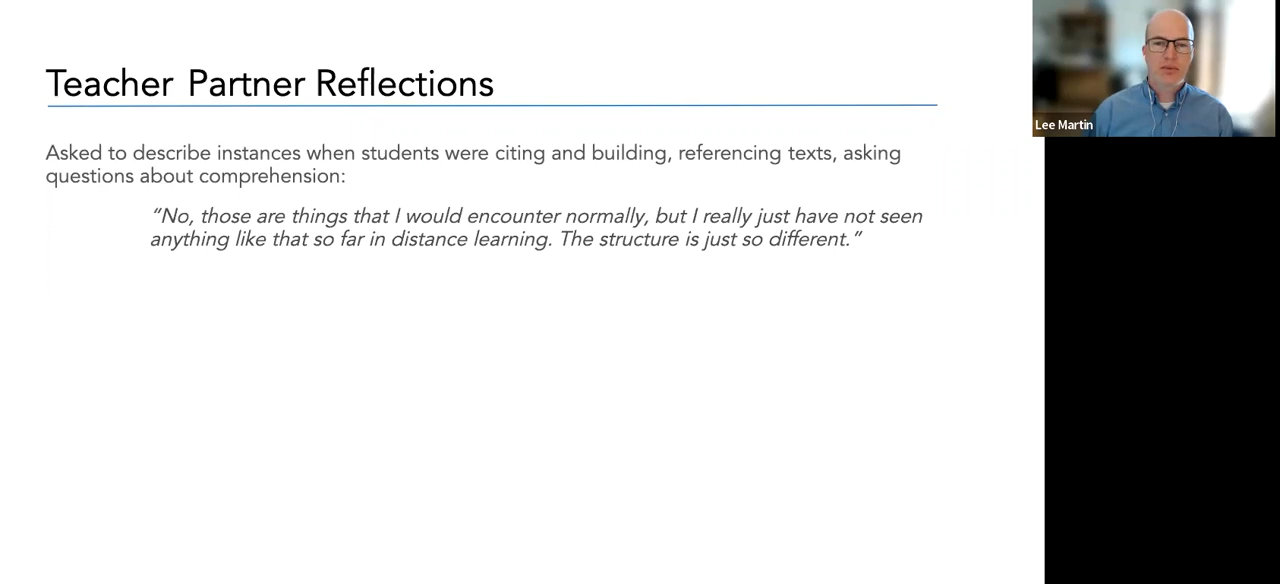 Teacher Partner Reflections
Asked to describe instances when students were citing and building, referencing texts, asking
questions about comprehension:
“No, those are things that I would encounter normally, but I really just have not seen
anything like that so far in distance learning. The structure is just so different.”
Lee Martin